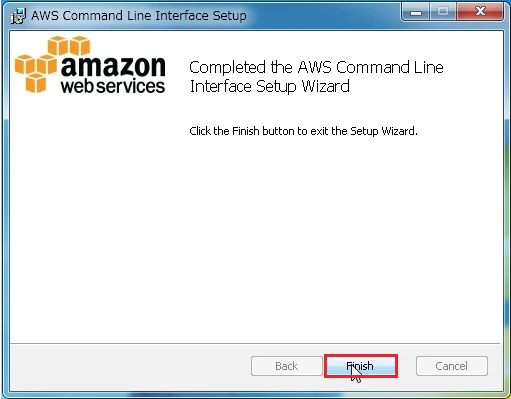 AWS Command Line Interface Setup
amazon
webservices
Completed the AWS Command Line
Interface Setup Wizard
Click the Finish button to exit the Setup Wizard.
Back
Finish
Cancel